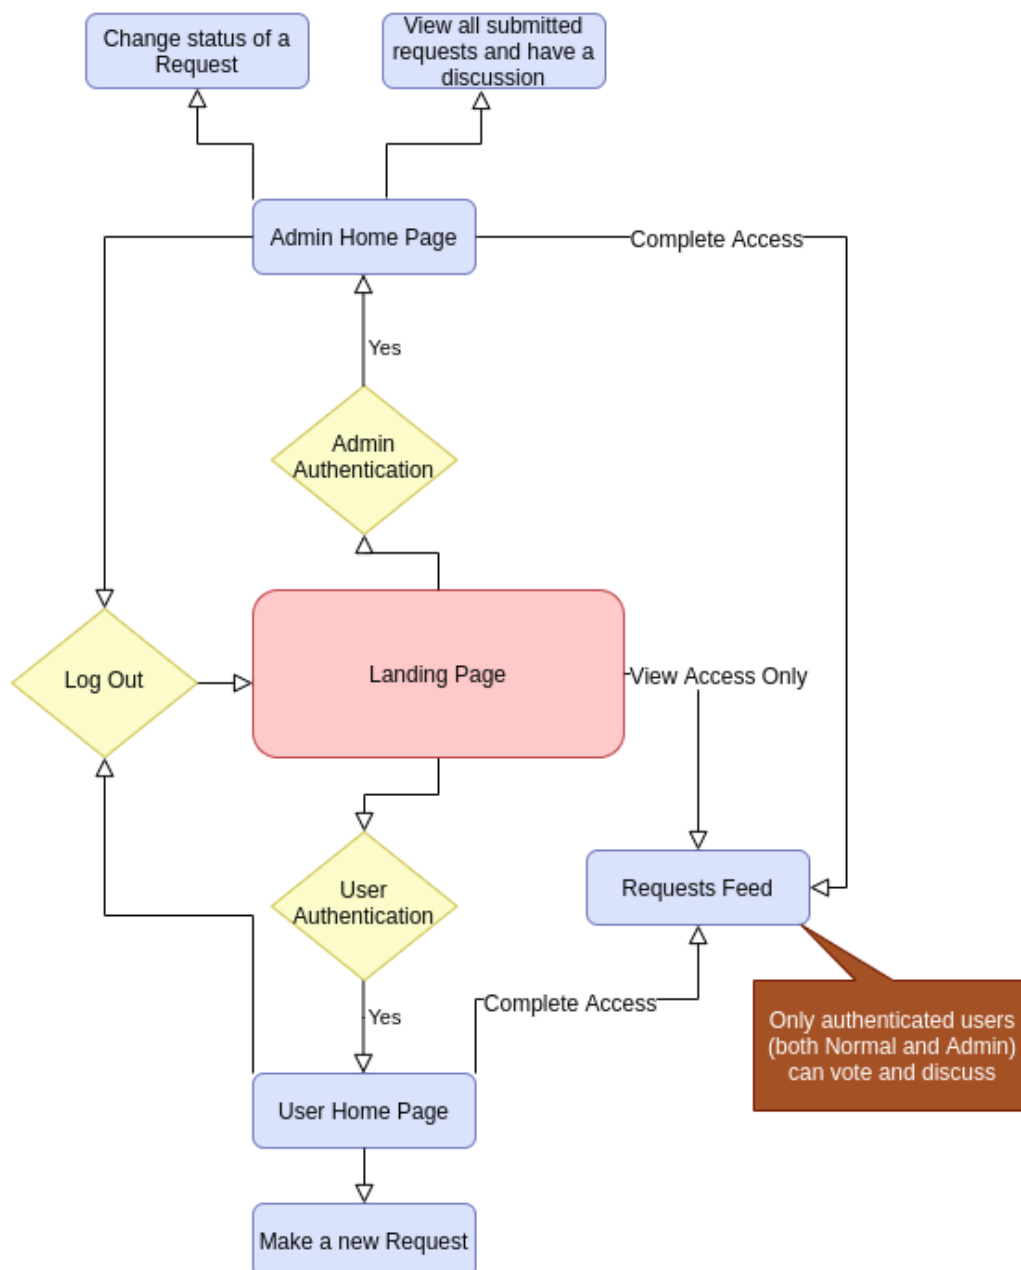 Change status of a
Request
View all submitted
requests and have a
discussion
Admin Home Page
Complete Access
Yes
Admin
Authentication
Log Out
Landing Page
View Access Only
User
Authentication
Requests Feed
Yes
Complete Access
Only authenticated users
(both Normal and Admin)
can vote and discuss
User Home Page
Make a new Request